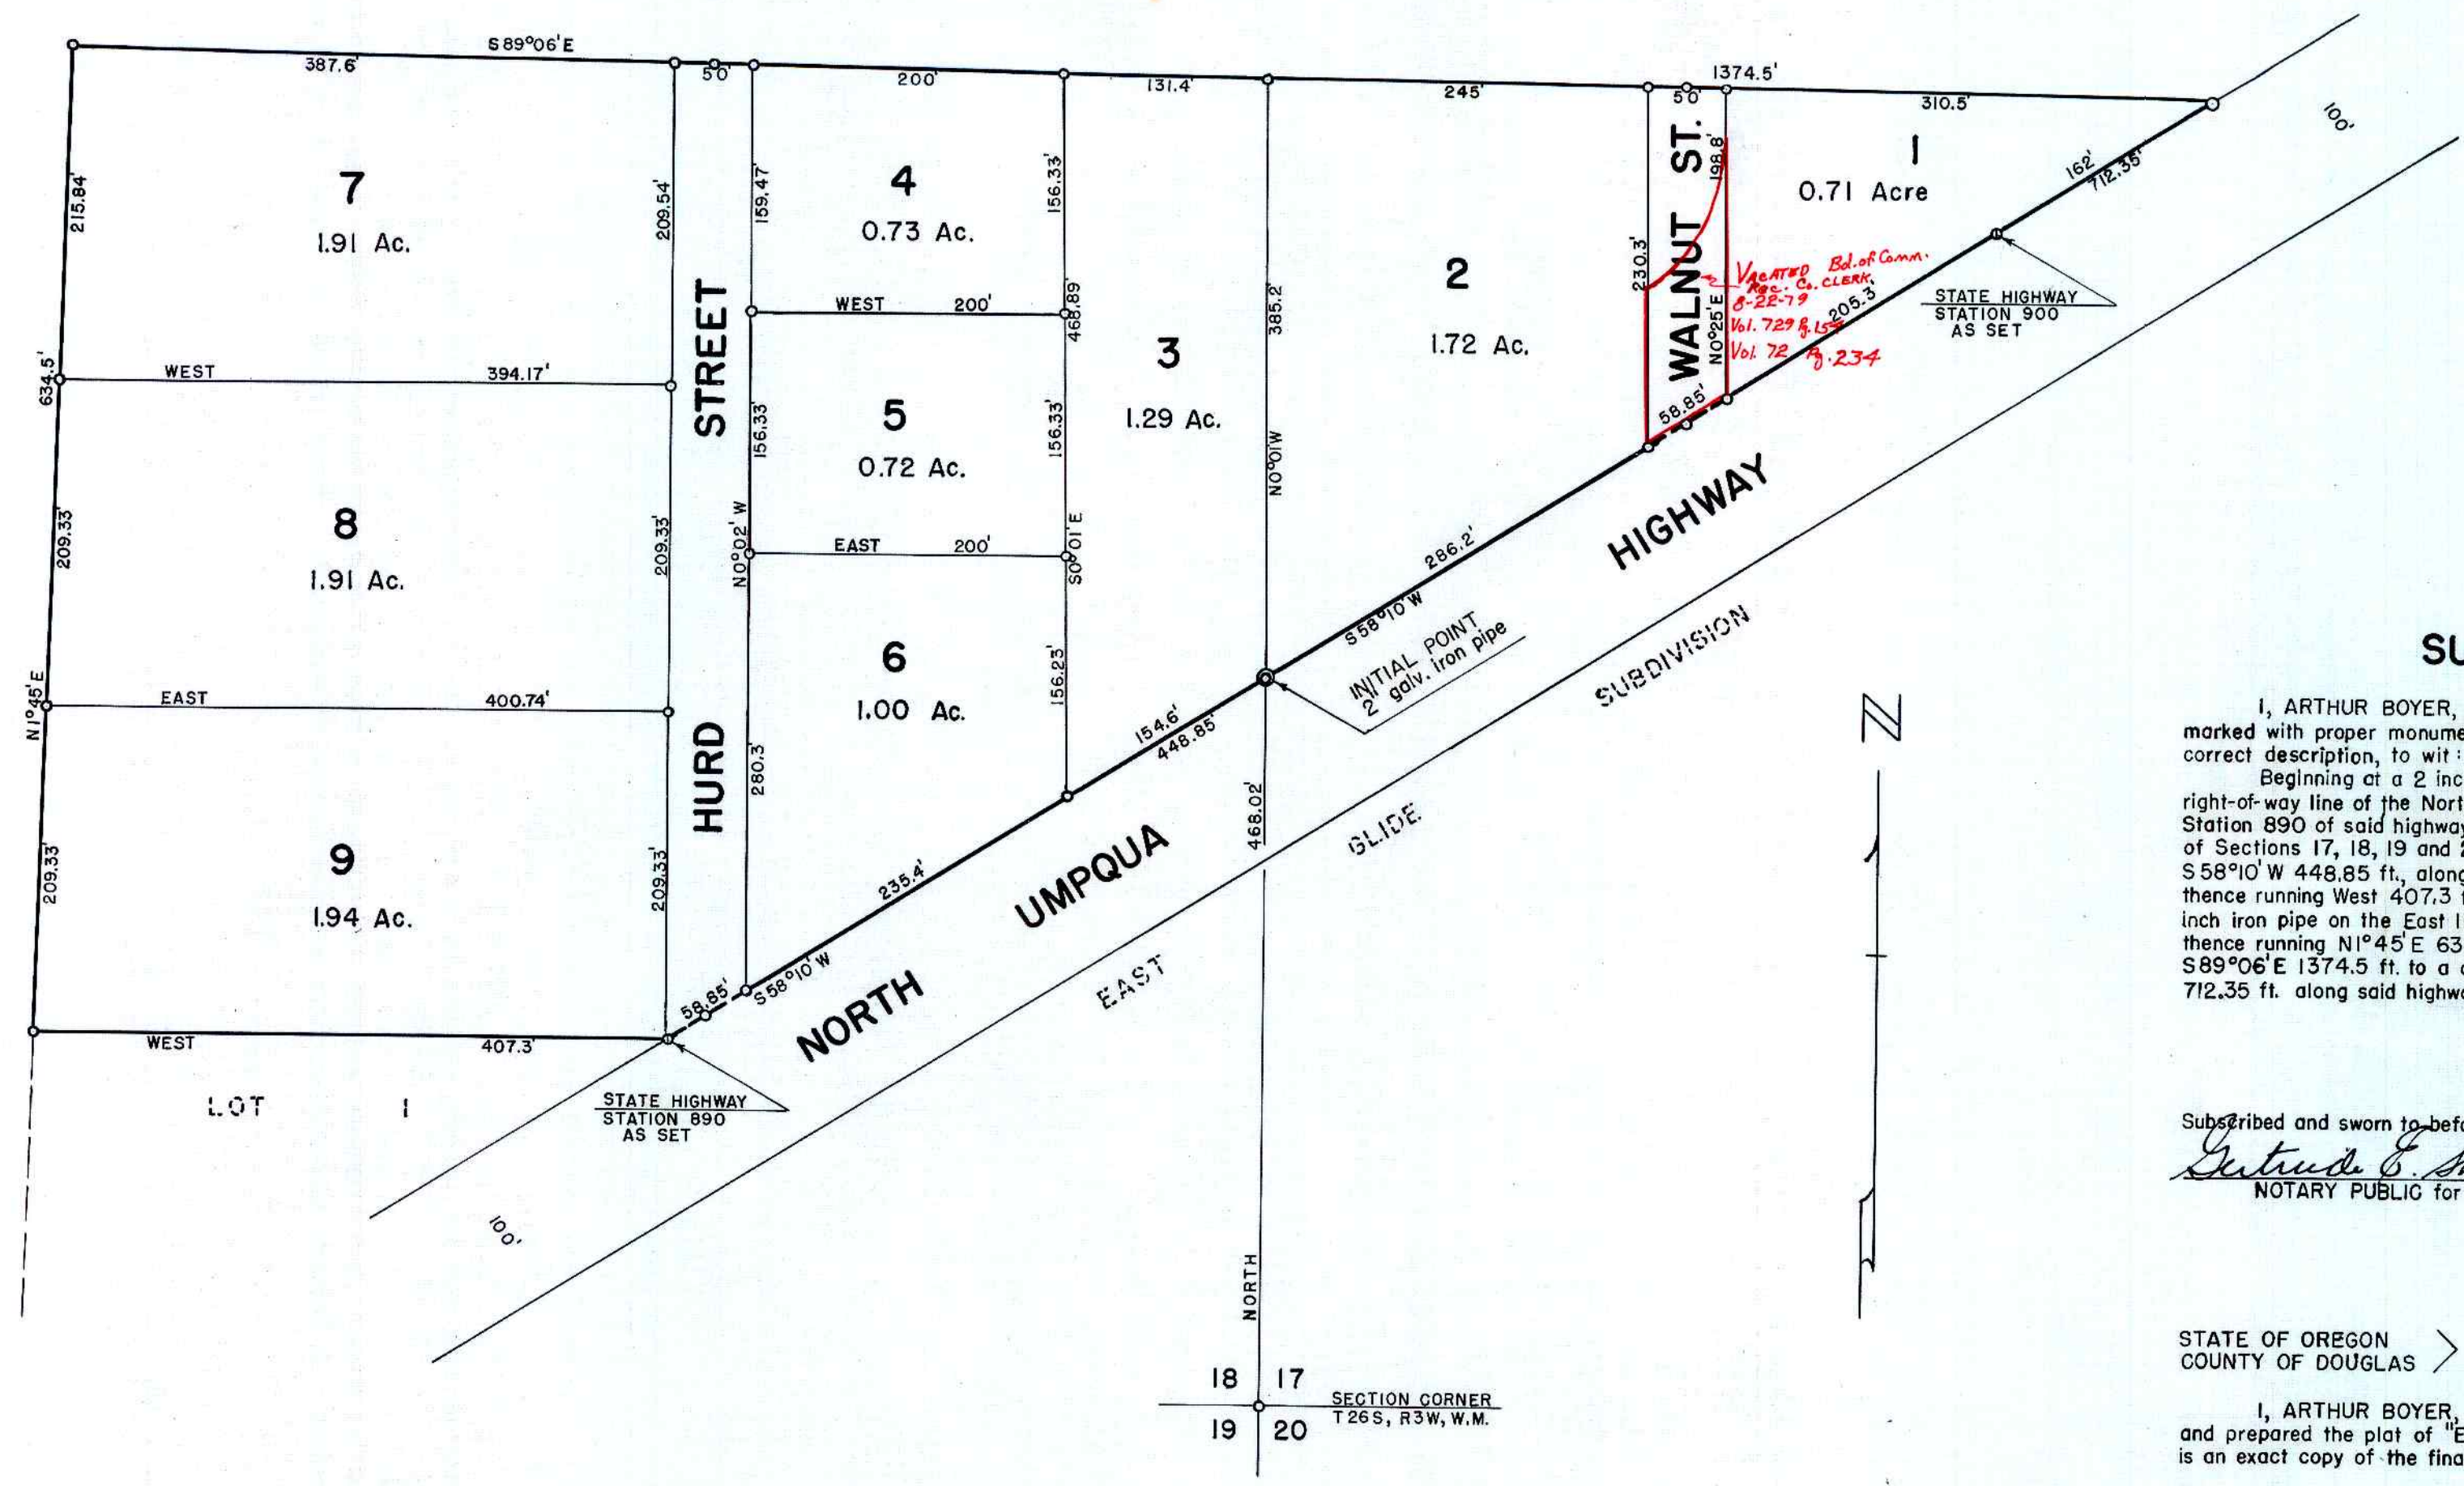 S 89°06' E
387.6'
50'
200'
131.4'
245'
1374.5'
50'
310.5'
100'
215.84'
7
1.91 Ac.
209.54'
159.47'
4
0.73 Ac.
156.33'
468.89'
WEST 200'
385.2'
3
1.29 Ac.
2
1.72 Ac.
230.3'
WALNUT ST.
198.8'
N0°25' E
1
0.71 Acre
162'
712.35'
205.3'
VACATED Bd. of Comm.
Rec. Co. CLERK.
8-22-79
Vol. 729 Pg. 154
Vol. 72 Pg. 234
STATE HIGHWAY
STATION 900
AS SET
58.85'
634.5'
WEST 394.17'
HURD STREET
156.33'
5
0.72 Ac.
156.33'
N0°01'W
N0°02' W
EAST 200'
S0°01' E
209.33'
8
1.91 Ac.
209.33'
286.2'
S 58°10' W
INITIAL POINT
2" galv. iron pipe
N 1°45' E
EAST 400.74'
6
1.00 Ac.
156.23'
280.3'
154.6'
448.85'
468.02'
209.33'
9
1.94 Ac.
209.33'
235.4'
58.85'
S 58°10' W
NORTH UMPQUA HIGHWAY
EAST GLIDE SUBDIVISION
WEST 407.3'
LOT 1
STATE HIGHWAY
STATION 890
AS SET
100'
NORTH
18 17
19 20
SECTION CORNER
T 26 S, R 3 W, W.M.
N
SU
I, ARTHUR BOYER,
marked with proper monume
correct description, to wit:
Beginning at a 2 inc
right-of-way line of the Nort
Station 890 of said highway
of Sections 17, 18, 19 and 2
S 58°10' W 448.85 ft., along
thence running West 407.3 f
inch iron pipe on the East l
thence running N 1°45' E 63
S 89°06' E 1374.5 ft. to a
712.35 ft. along said highw
Subscribed and sworn to befo
Gertrude E.
NOTARY PUBLIC for
STATE OF OREGON
COUNTY OF DOUGLAS
I, ARTHUR BOYER,
and prepared the plat of "E
is an exact copy of the fina